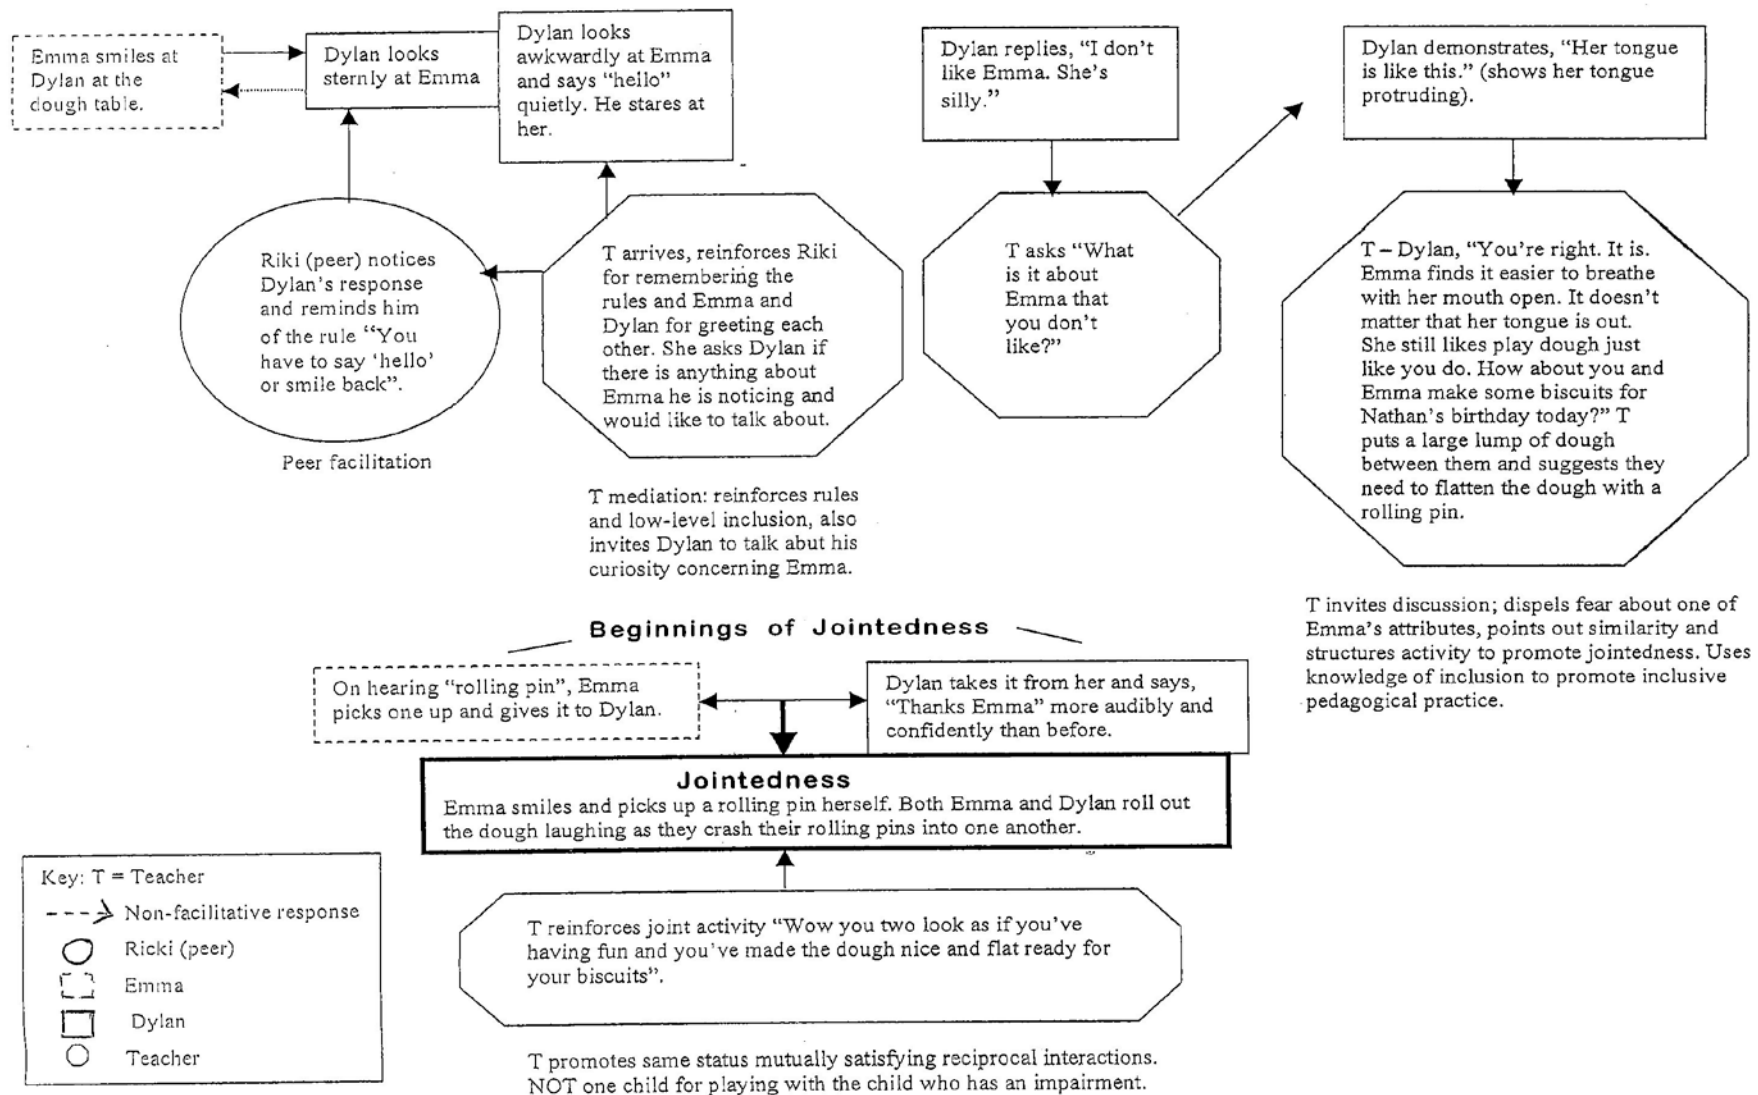 Emma smiles at
Dylan at the
dough table.
Dylan looks
sternly at Emma
Dylan looks
awkwardly at Emma
and says “hello”
quietly. He stares at
her.
Dylan replies, “I don't
like Emma. She's
silly.”
Dylan demonstrates, “Her tongue
is like this.” (shows her tongue
protruding).
Riki (peer) notices
Dylan's response
and reminds him
of the rule “You
have to say ‘hello’
or smile back”.
Peer facilitation
T arrives, reinforces Riki
for remembering the
rules and Emma and
Dylan for greeting each
other. She asks Dylan if
there is anything about
Emma he is noticing and
would like to talk about.
T mediation: reinforces rules
and low-level inclusion, also
invites Dylan to talk abut his
curiosity concerning Emma.
T asks “What
is it about
Emma that
you don't
like?”
T – Dylan, “You're right. It is.
Emma finds it easier to breathe
with her mouth open. It doesn't
matter that her tongue is out.
She still likes play dough just
like you do. How about you and
Emma make some biscuits for
Nathan's birthday today?” T
puts a large lump of dough
between them and suggests they
need to flatten the dough with a
rolling pin.
T invites discussion; dispels fear about one of
Emma's attributes, points out similarity and
structures activity to promote jointedness. Uses
knowledge of inclusion to promote inclusive
pedagogical practice.
Beginnings of Jointedness
On hearing “rolling pin”, Emma
picks one up and gives it to Dylan.
Dylan takes it from her and says,
“Thanks Emma” more audibly and
confidently than before.
Jointedness
Emma smiles and picks up a rolling pin herself. Both Emma and Dylan roll out
the dough laughing as they crash their rolling pins into one another.
T reinforces joint activity “Wow you two look as if you've
having fun and you've made the dough nice and flat ready for
your biscuits”.
T promotes same status mutually satisfying reciprocal interactions.
NOT one child for playing with the child who has an impairment.
Key: T = Teacher
Non-facilitative response
Ricki (peer)
Emma
Dylan
Teacher